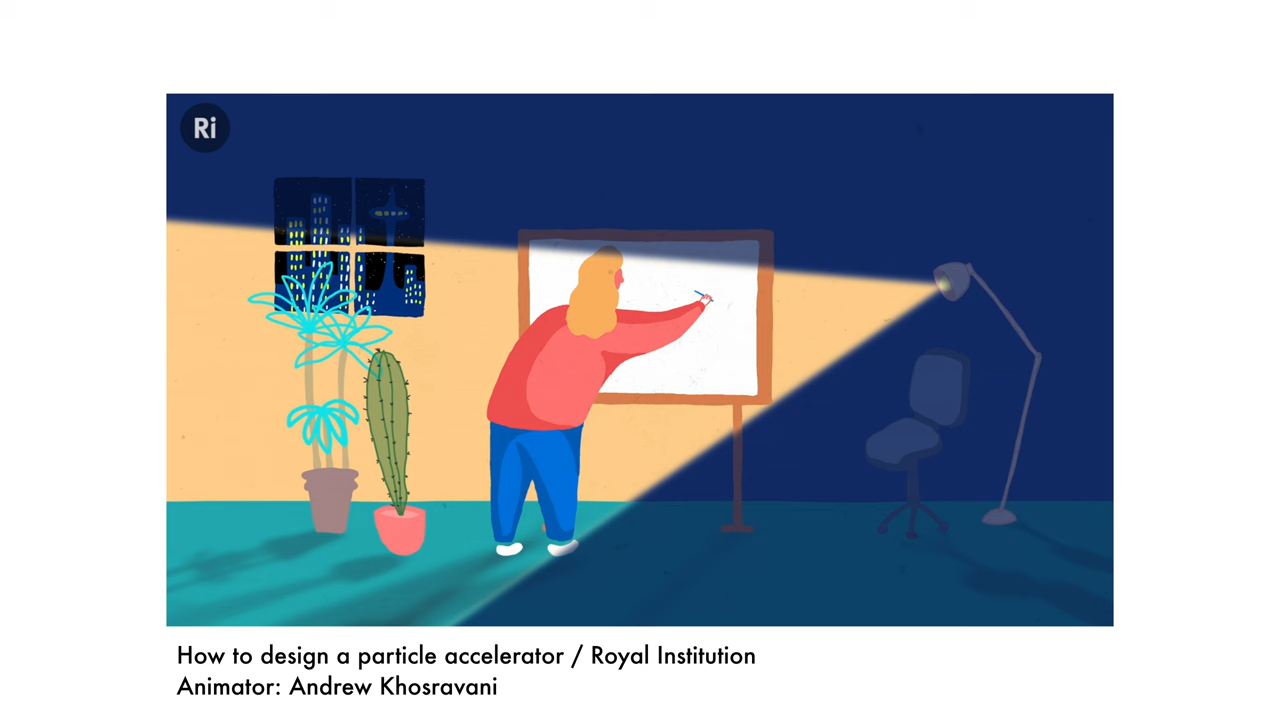 Ri
How to design a particle accelerator / Royal Institution
Animator: Andrew Khosravani